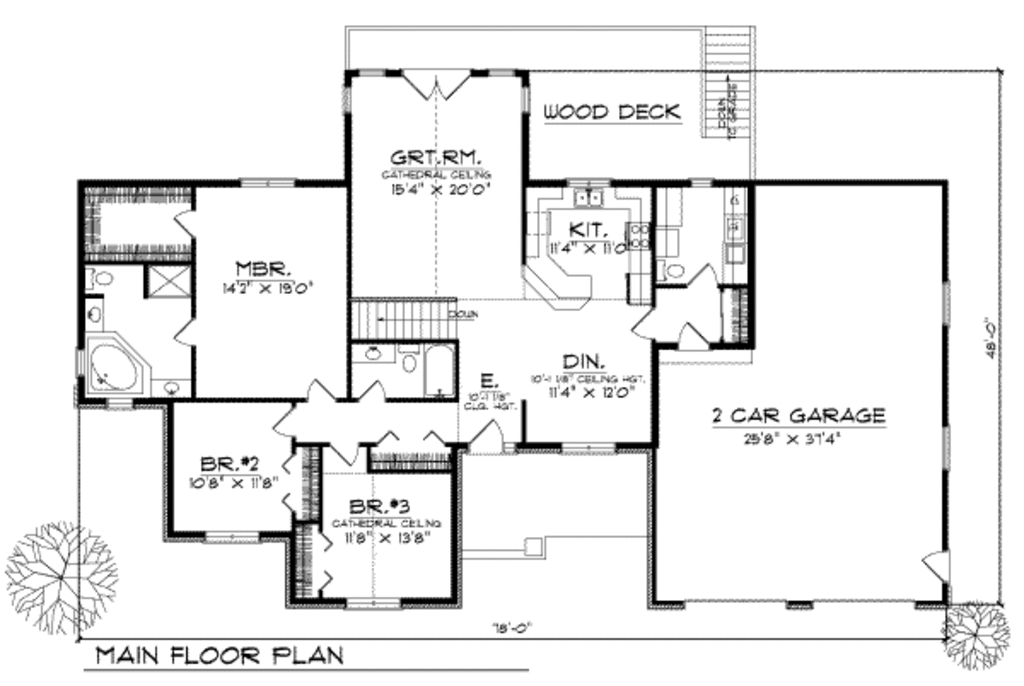 WOOD DECK
DOWN
TO GRADE
GRT.RM.
CATHEDRAL CEILING
15'4" X 20'0"
KIT.
11'4" X 11'0
MBR.
14'2" X 19'0"
DOWN
DIN.
10'-1 1/8" CEILING HGT.
11'4" X 12'0"
E.
10'-1 1/8"
CLG. HGT.
2 CAR GARAGE
25'8" X 37'4"
BR.#2
10'8" X 11'8"
BR.#3
CATHEDRAL CEILING
11'8" X 13'8"
48'-0"
78'-0"
MAIN FLOOR PLAN